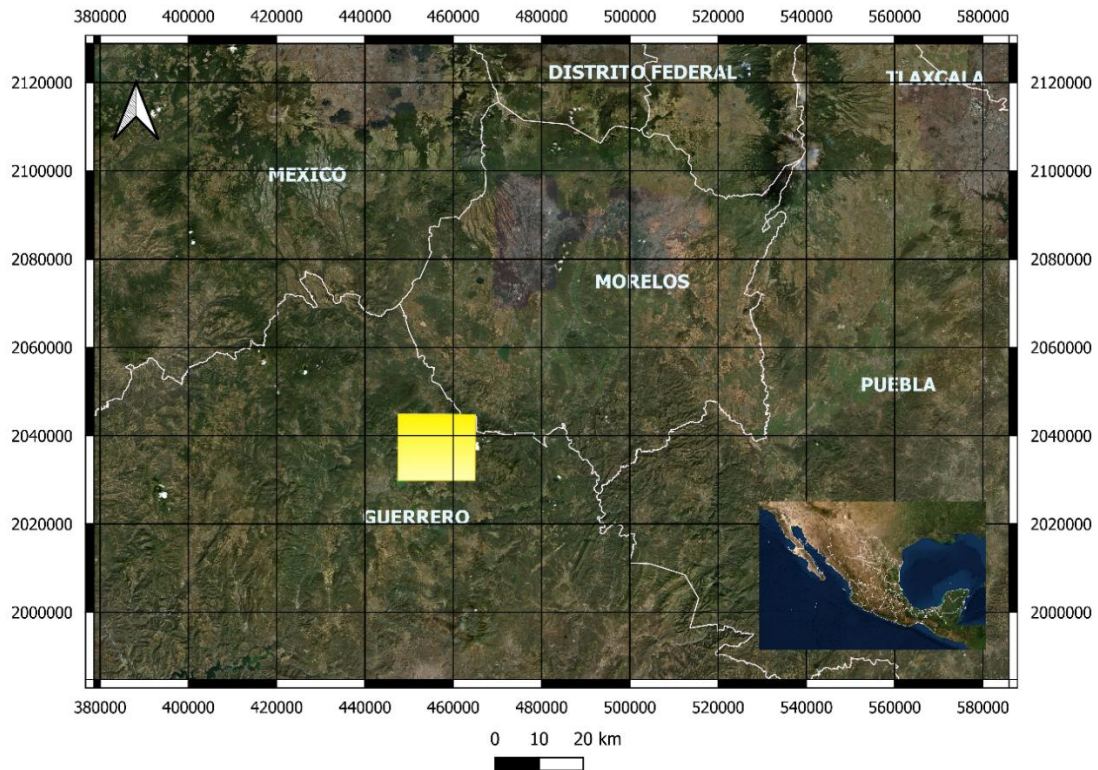 380000 400000 420000 440000 460000 480000 500000 520000 540000 560000 580000
2120000 DISTRITO FEDERAL TLAXCALA 2120000
2100000 MEXICO 2100000
2080000 MORELOS 2080000
2060000 PUEBLA 2060000
2040000 2040000
2020000 GUERRERO 2020000
2000000 2000000
380000 400000 420000 440000 460000 480000 500000 520000 540000 560000 580000
0 10 20 km